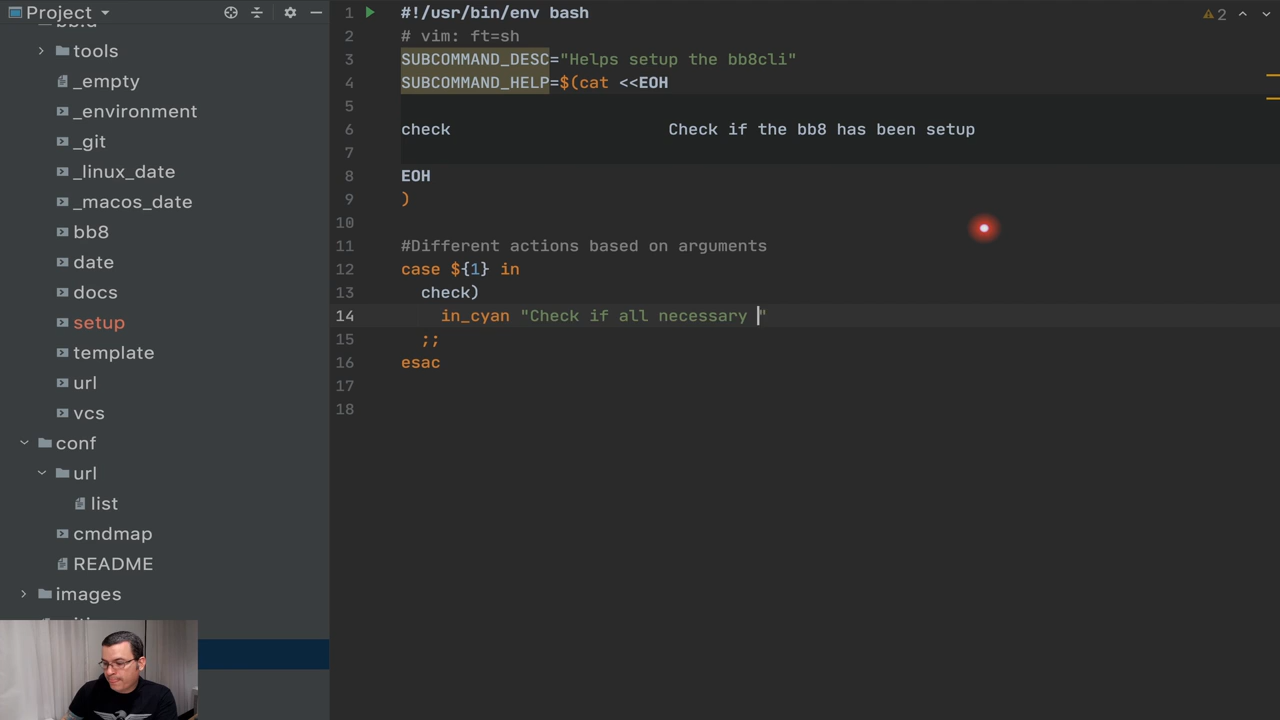 Project
bb.d
tools
_empty
_environment
_git
_linux_date
_macos_date
bb8
date
docs
setup
template
url
vcs
conf
url
list
cmdmap
README
images
1 #!/usr/bin/env bash
2 # vim: ft=sh
3 SUBCOMMAND_DESC="Helps setup the bb8cli"
4 SUBCOMMAND_HELP=$(cat <<EOH
5
6 check Check if the bb8 has been setup
7
8 EOH
9 )
10
11 #Different actions based on arguments
12 case ${1} in
13 check)
14 in_cyan "Check if all necessary "
15 ;;
16 esac
17
18
2